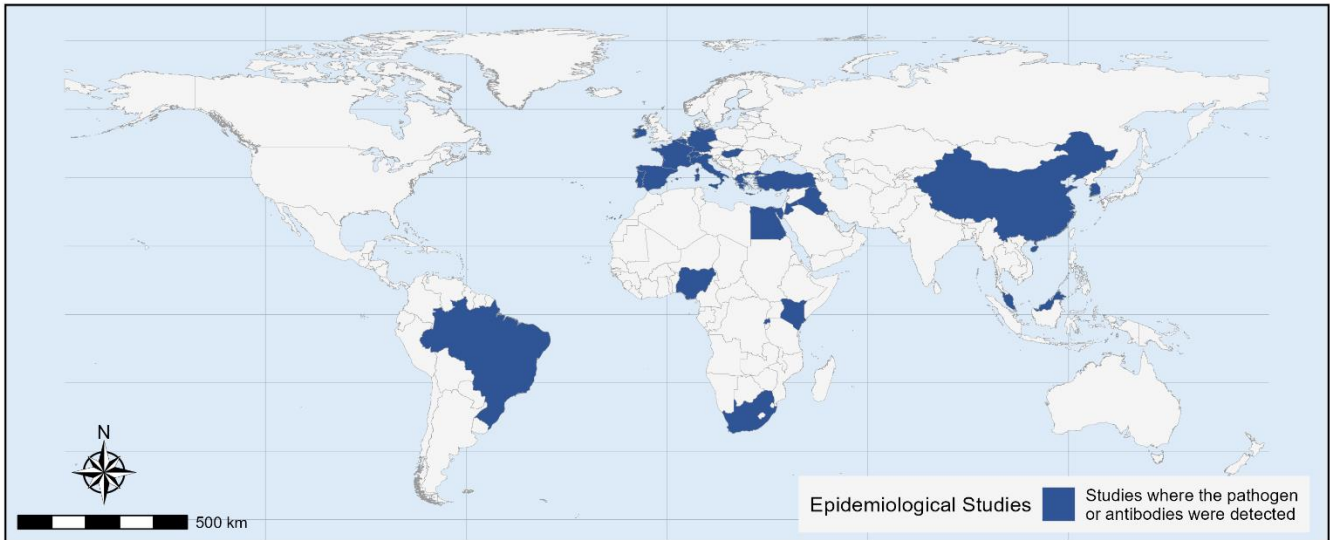 N
500 km
Epidemiological Studies
Studies where the pathogen
or antibodies were detected